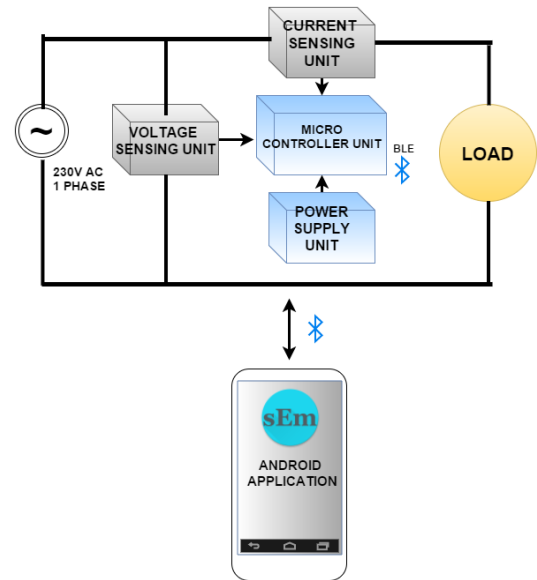 CURRENT
SENSING
UNIT
VOLTAGE
SENSING UNIT
MICRO
CONTROLLER UNIT
BLE
LOAD
230V AC
1 PHASE
POWER
SUPPLY
UNIT
sEm
ANDROID
APPLICATION